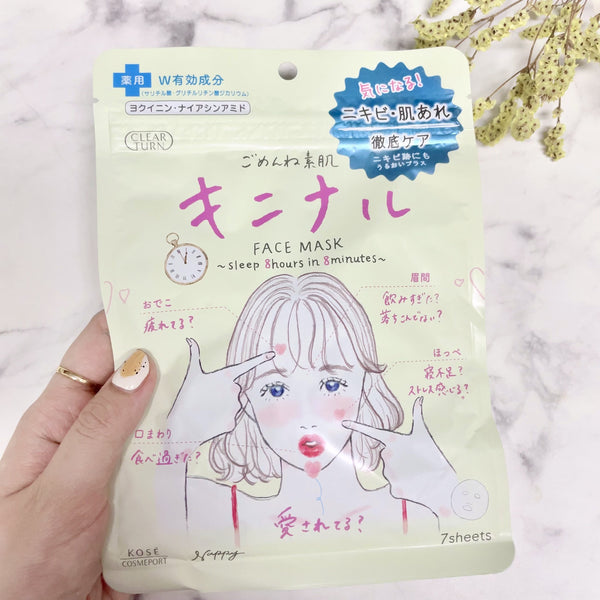 薬用 W有効成分
(サリチル酸・グリチルリチン酸ジカリウム)
ヨクイニン・ナイアシンアミド
気になる!
ニキビ・肌あれ
徹底ケア
ニキビ跡にも
うるおいプラス
CLEAR
TURN
ごめんね素肌
キニナル
FACE MASK
~sleep 8hours in 8minutes~
おでこ
疲れてる?
眉間
飲みすぎた?
落ちこんでない?
ほっぺ
寝不足?
ストレス感じる?
口まわり
食べ過ぎた?
愛されてる?
KOSÉ
COSMEPORT
7sheets